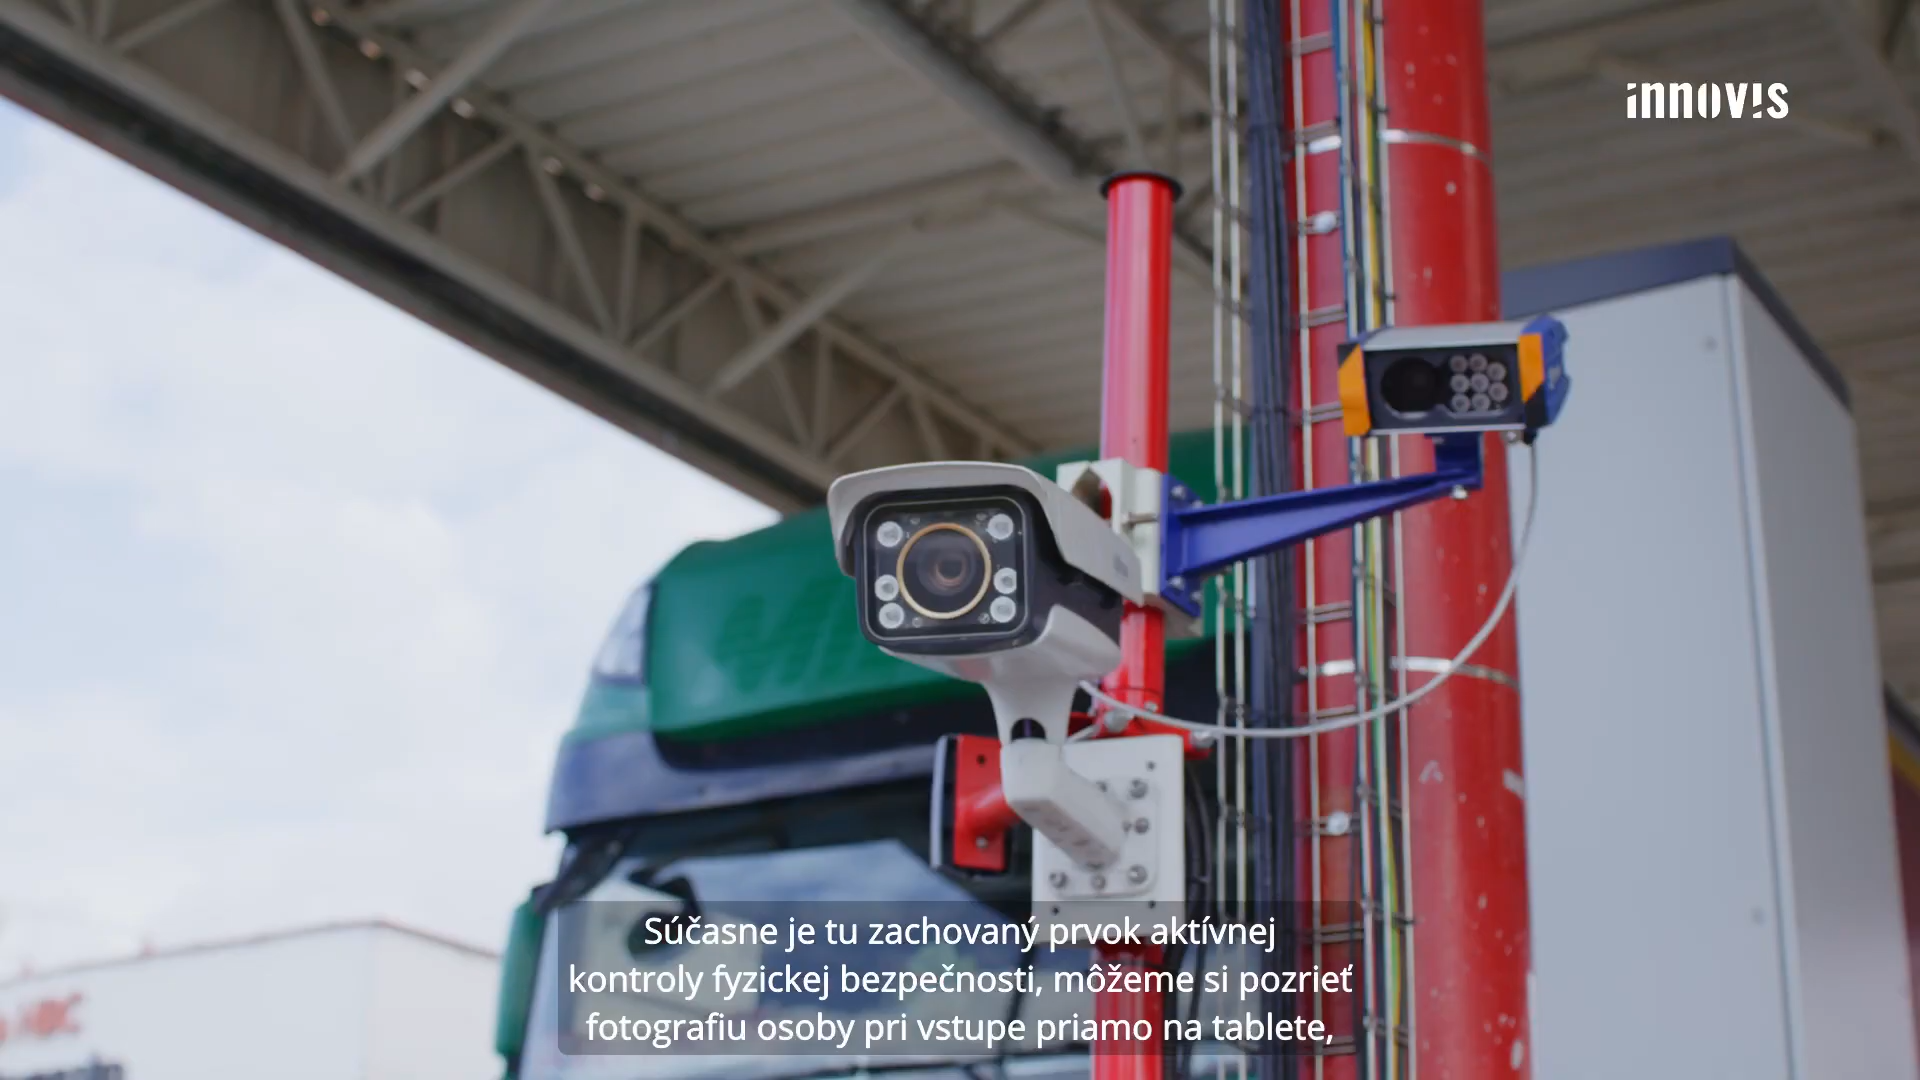 innovis
Súčasne je tu zachovaný prvok aktívnej
kontroly fyzickej bezpečnosti, môžeme si pozrieť
fotografiu osoby pri vstupe priamo na tablete,